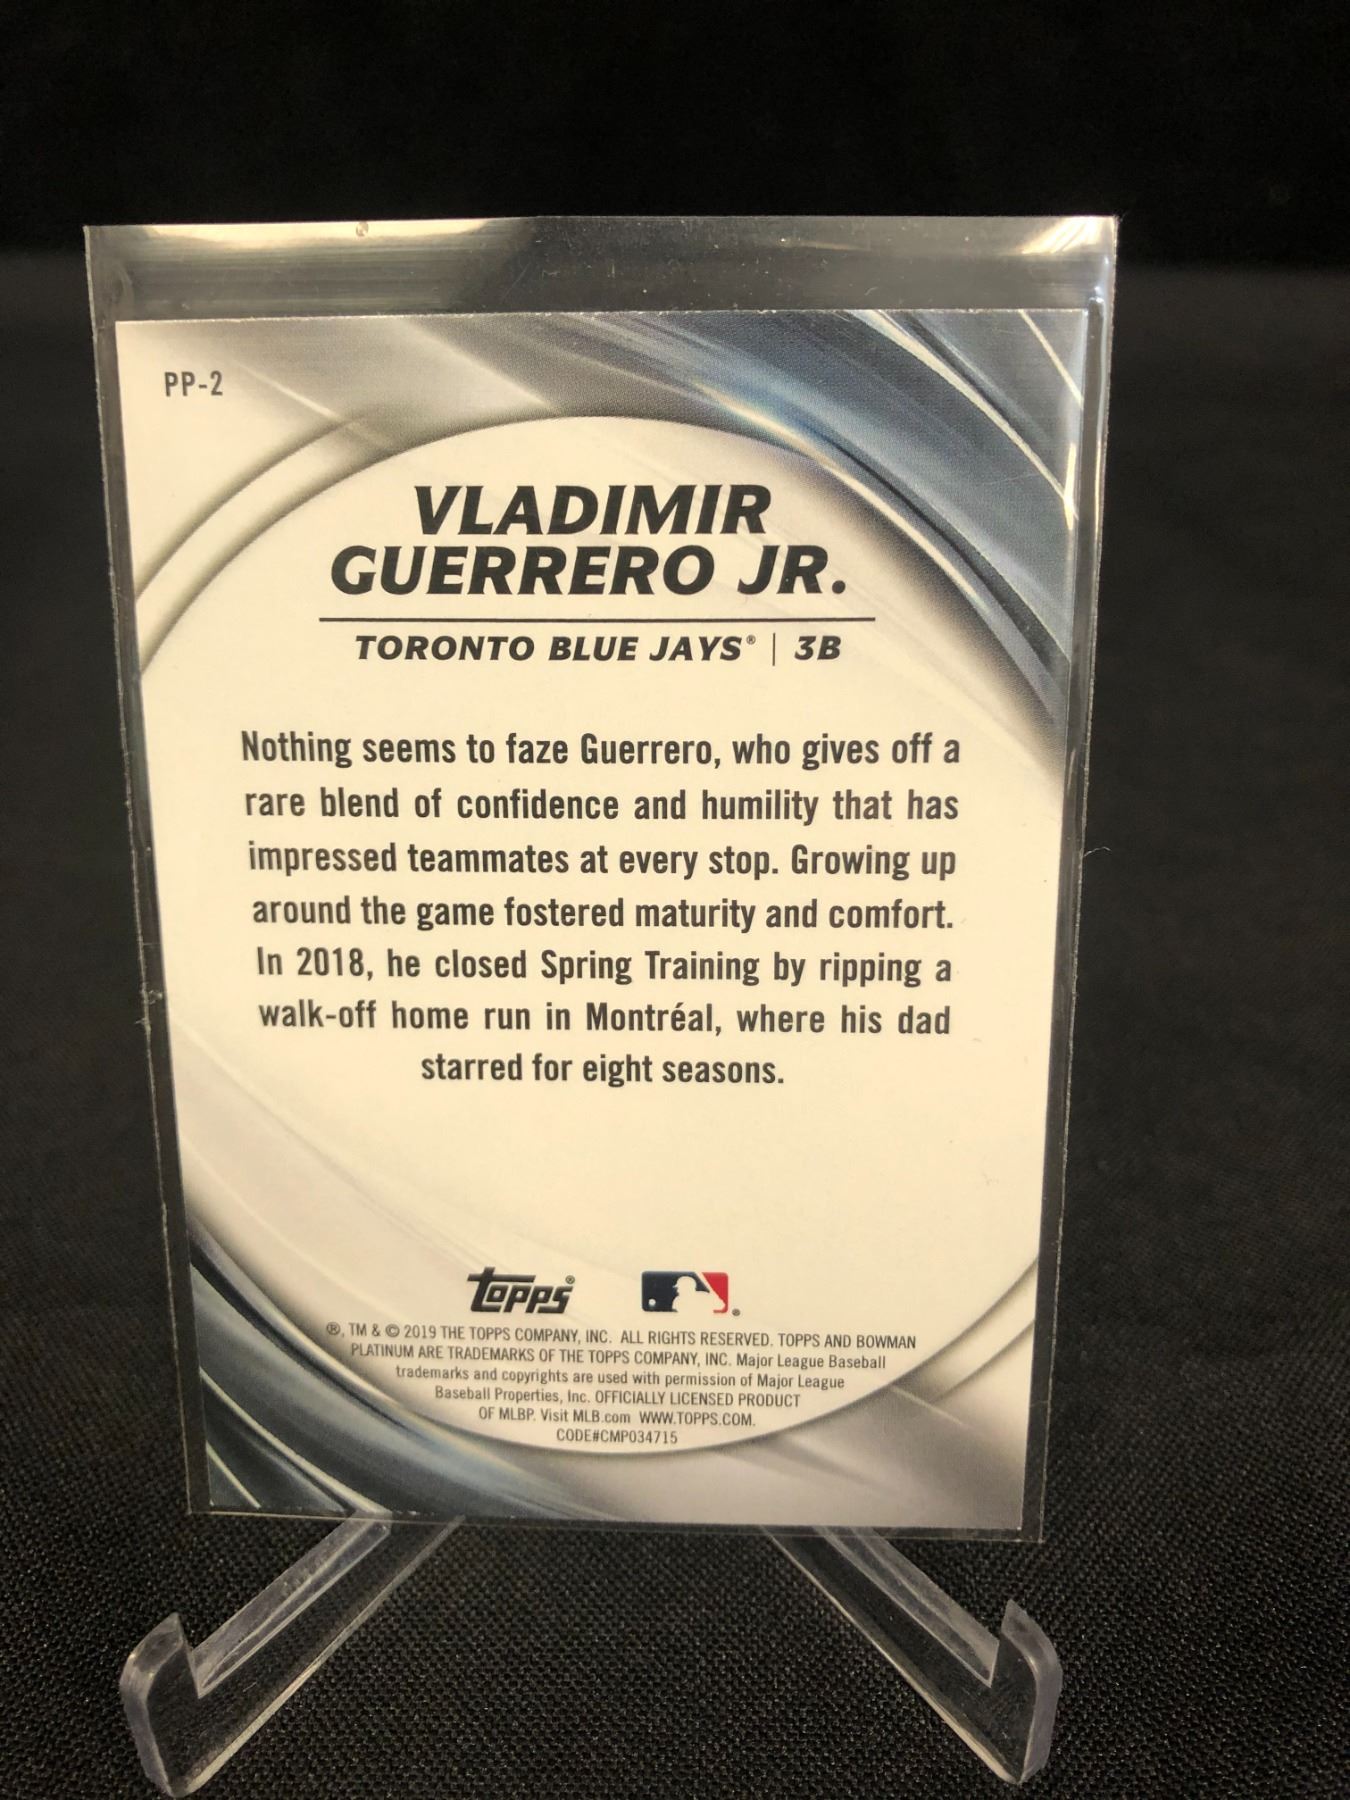 PP-2
VLADIMIR
GUERRERO JR.
TORONTO BLUE JAYS® | 3B
Nothing seems to faze Guerrero, who gives off a
rare blend of confidence and humility that has
impressed teammates at every stop. Growing up
around the game fostered maturity and comfort.
In 2018, he closed Spring Training by ripping a
walk-off home run in Montréal, where his dad
starred for eight seasons.
Topps®
®, TM & © 2019 THE TOPPS COMPANY, INC. ALL RIGHTS RESERVED. TOPPS AND BOWMAN
PLATINUM ARE TRADEMARKS OF THE TOPPS COMPANY, INC. Major League Baseball
trademarks and copyrights are used with permission of Major League
Baseball Properties, Inc. OFFICIALLY LICENSED PRODUCT
OF MLBP. Visit MLB.com WWW.TOPPS.COM.
CODE#CMP034715